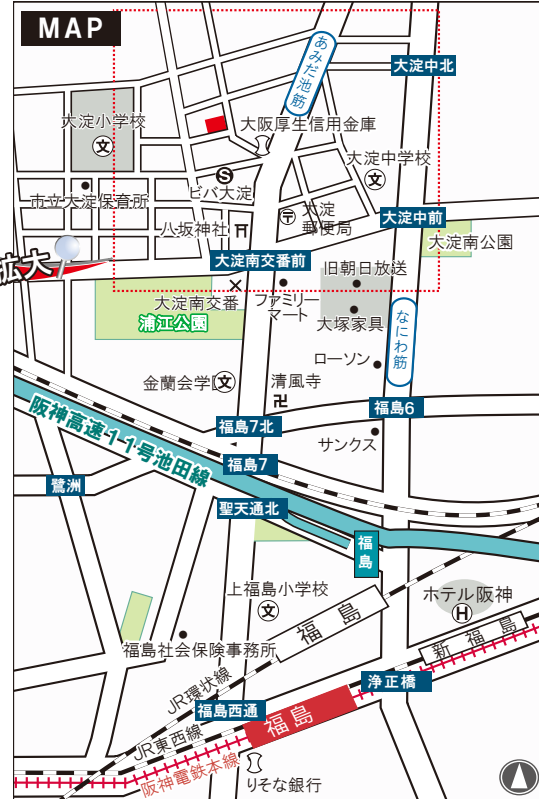 MAP
あみだ池筋
大淀中北
大淀小学校
文
大阪厚生信用金庫
大淀中学校
文
S
ビバ大淀
市立大淀保育所
〒
大淀
郵便局
大淀中前
八坂神社
大淀南公園
大淀南交番前
拡大
旧朝日放送
大淀南交番
ファミリー
マート
大塚家具
浦江公園
なにわ筋
ローソン
金蘭会学園
文
清風寺
卍
阪神高速11号池田線
福島6
福島7北
サンクス
福島7
鷺洲
聖天通北
福島
上福島小学校
文
ホテル阪神
H
福島
新福島
福島社会保険事務所
JR環状線
浄正橋
福島西通
福島
JR東西線
阪神電鉄本線
りそな銀行